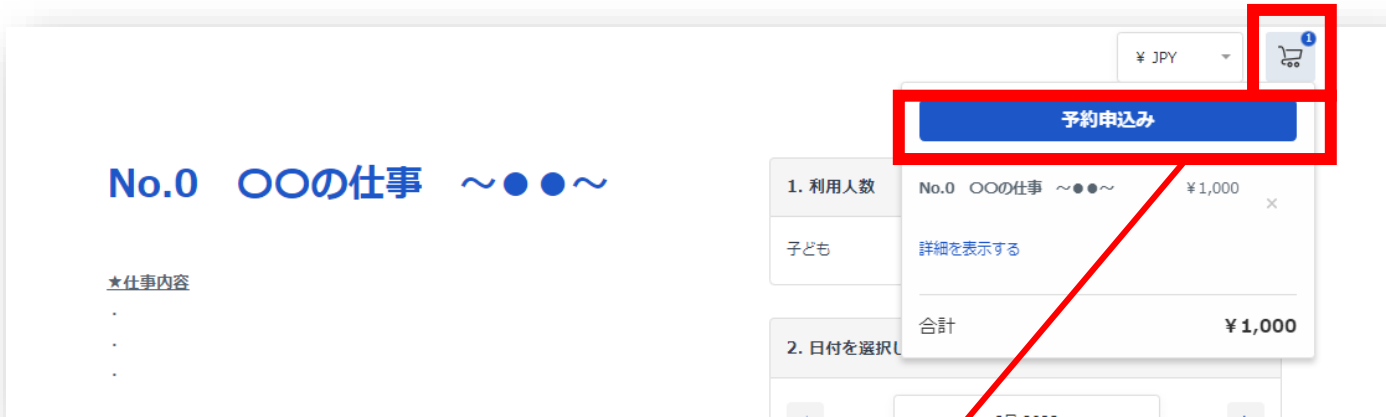 ¥ JPY
1
予約申込み
No.0　〇〇の仕事　～●●～
1. 利用人数
No.0　〇〇の仕事　～●●～
¥1,000
×
子ども
詳細を表示する
★仕事内容
・
・
・
合計
¥1,000
2. 日付を選択し